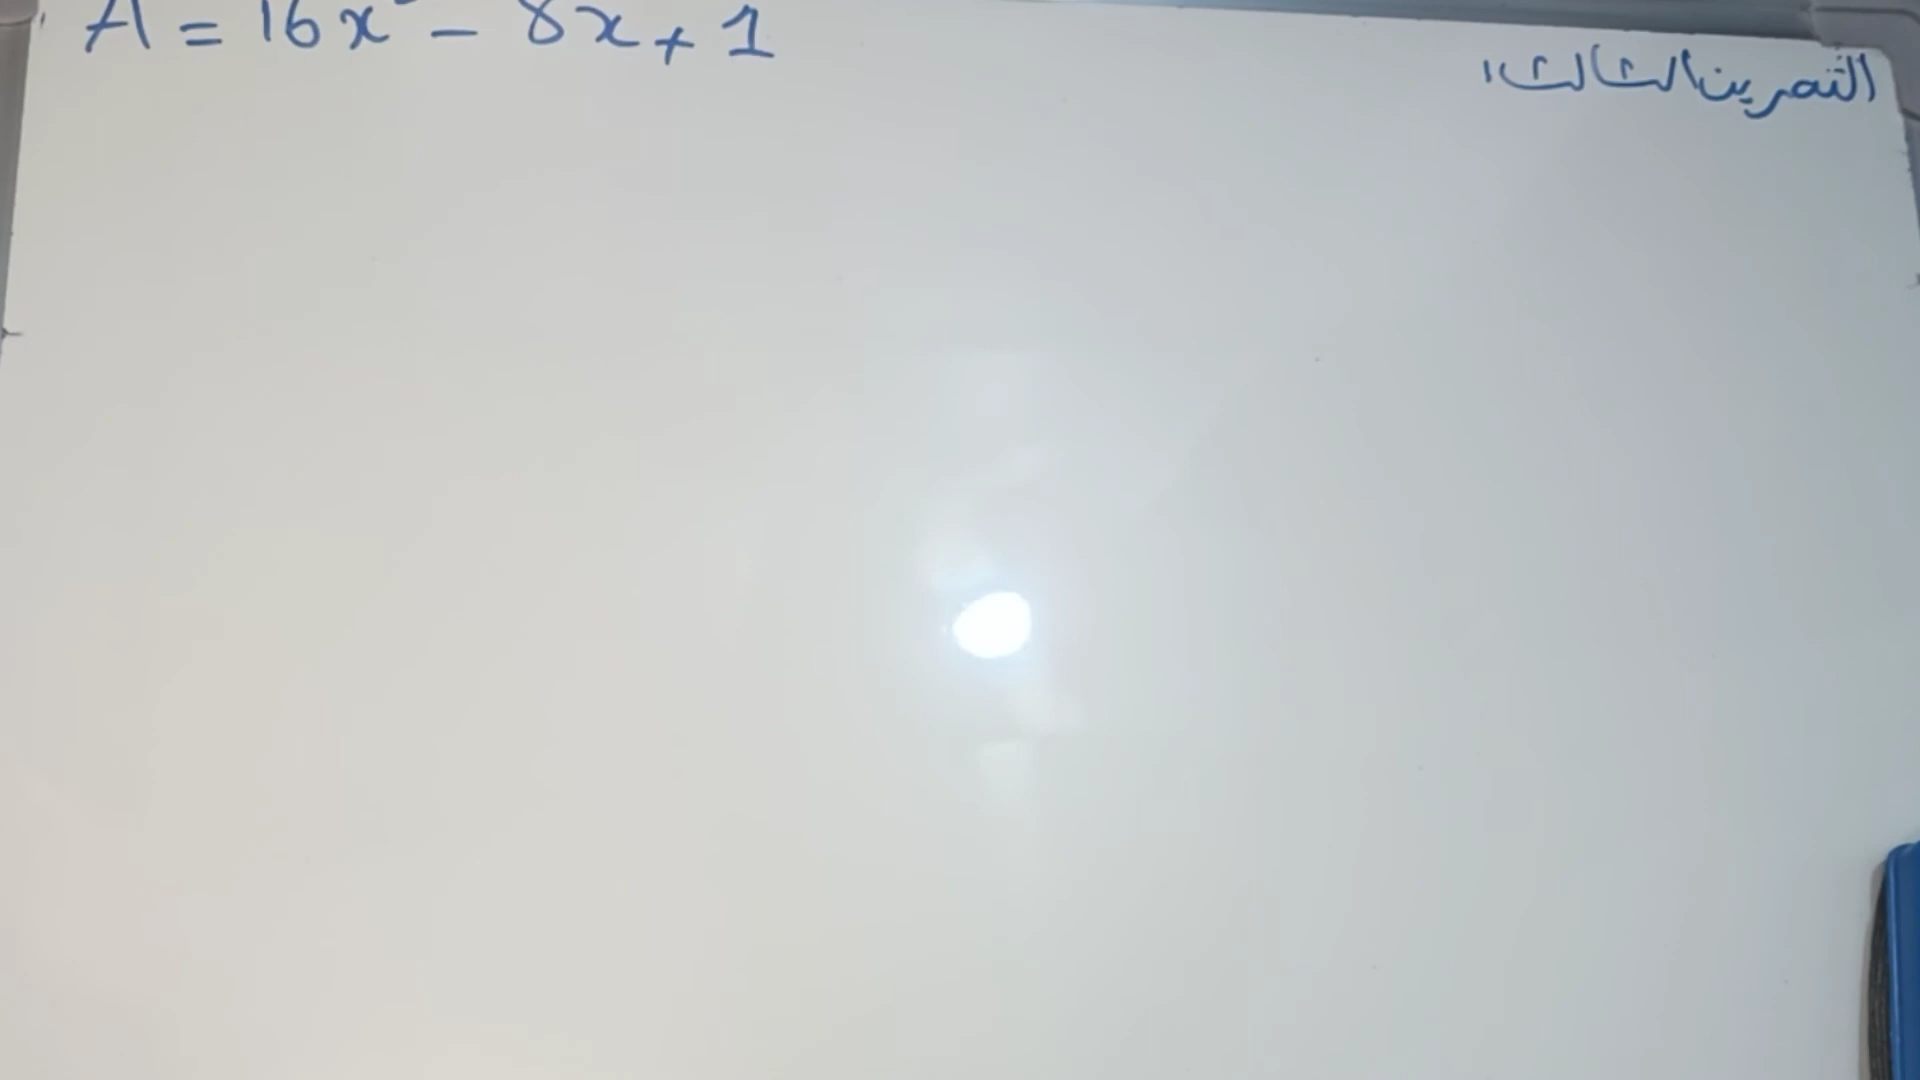 A = 16x² - 8x + 1
التمرين الثالث: